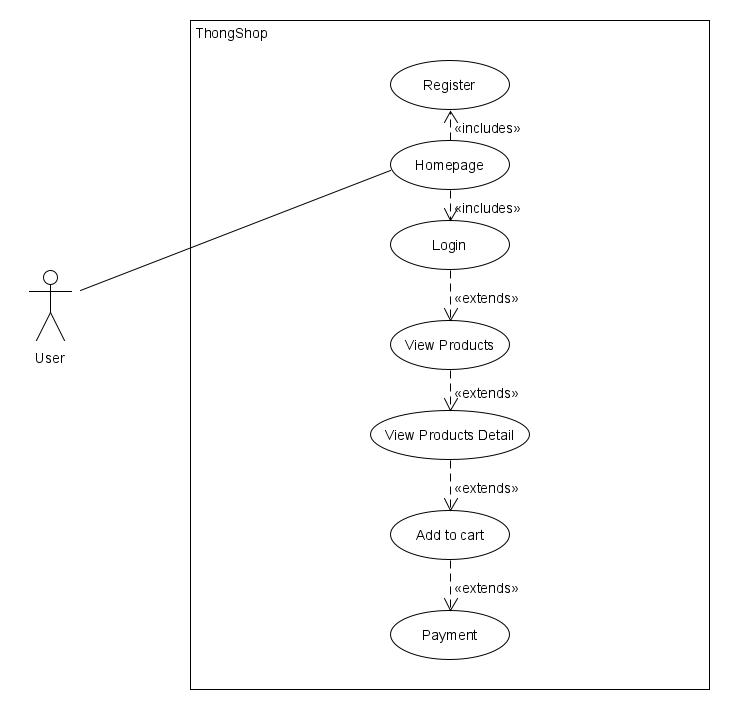 ThongShop
Register
«includes»
Homepage
«includes»
Login
«extends»
User
View Products
«extends»
View Products Detail
«extends»
Add to cart
«extends»
Payment